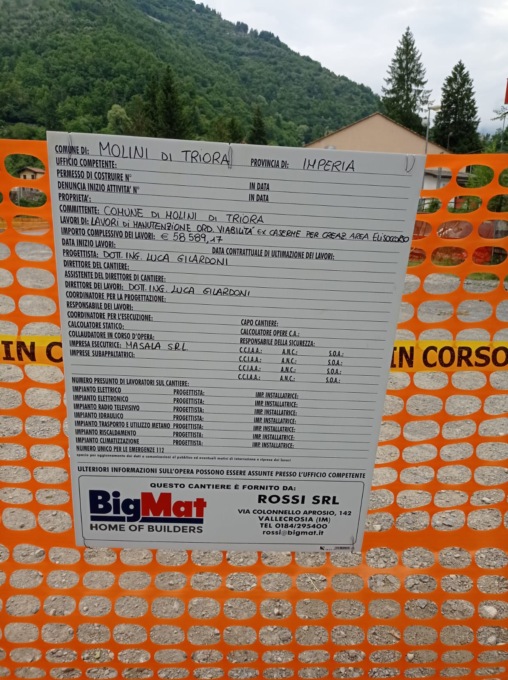 COMUNE DI: MOLINI DI TRIORA PROVINCIA DI: IMPERIA
UFFICIO COMPETENTE:
PERMESSO DI COSTRUIRE N° IN DATA
DENUNCIA INIZIO ATTIVITA' N° IN DATA
PROPRIETA':
COMMITTENTE: COMUNE DI MOLINI DI TRIORA
LAVORI DI: LAVORI DI MANUTENZIONE ORD. VIABILITA' EX CASERME PER CREAZ. AREA ELISOCCORSO
IMPORTO COMPLESSIVO DEI LAVORI: € 58 589,17
DATA INIZIO LAVORI: DATA CONTRATTUALE DI ULTIMAZIONE DEI LAVORI:
PROGETTISTA: DOTT. ING. LUCA GILARDONI
DIRETTORE DEL CANTIERE:
ASSISTENTE DEL DIRETTORE DI CANTIERE:
DIRETTORE DEI LAVORI: DOTT. ING. LUCA GILARDONI
COORDINATORE PER LA PROGETTAZIONE:
RESPONSABILE DEI LAVORI:
COORDINATORE PER L'ESECUZIONE: CAPO CANTIERE:
CALCOLATORE STATICO: CALCOLATORE OPERE C.A.:
COLLAUDATORE IN CORSO D'OPERA: RESPONSABILE DELLA SICUREZZA:
IMPRESA ESECUTRICE: MASALA SRL C.C.I.A.A.: A.N.C.: S.O.A.:
IMPRESE SUBAPPALTATRICI: C.C.I.A.A.: A.N.C.: S.O.A.:
C.C.I.A.A.: A.N.C.: S.O.A.:
C.C.I.A.A.: A.N.C.: S.O.A.:
IN CORSO
IN C
NUMERO PRESUNTO DI LAVORATORI SUL CANTIERE:
IMPIANTO ELETTRICO PROGETTISTA: IMP. INSTALLATRICE:
IMPIANTO ELETTRONICO PROGETTISTA: IMP. INSTALLATRICE:
IMPIANTO RADIO TELEVISIVO PROGETTISTA: IMP. INSTALLATRICE:
IMPIANTO IDRAULICO PROGETTISTA: IMP. INSTALLATRICE:
IMPIANTO TRASPORTO E UTILIZZO METANO PROGETTISTA: IMP. INSTALLATRICE:
IMPIANTO RISCALDAMENTO PROGETTISTA: IMP. INSTALLATRICE:
IMPIANTO CLIMATIZZAZIONE PROGETTISTA: IMP. INSTALLATRICE:
NUMERO UNICO PER LE EMERGENZE 112
ULTERIORI INFORMAZIONI SULL'OPERA POSSONO ESSERE ASSUNTE PRESSO L'UFFICIO COMPETENTE
QUESTO CANTIERE È FORNITO DA:
BigMat
HOME OF BUILDERS
ROSSI SRL
VIA COLONNELLO APROSIO, 142
VALLECROSIA (IM)
TEL 0184/295400
rossi@bigmat.it